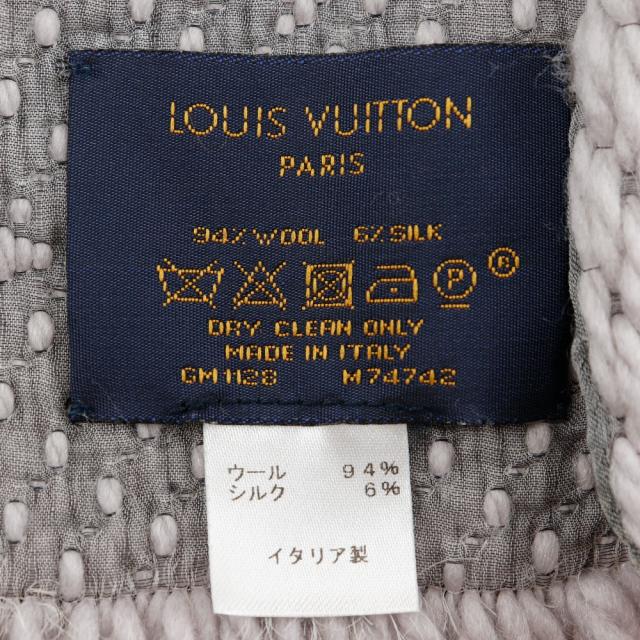 LOUIS VUITTON
PARIS
94% WOOL 6% SILK
P ®
DRY CLEAN ONLY
MADE IN ITALY
GM1128 M74742
ウール 94%
シルク 6%
イタリア製